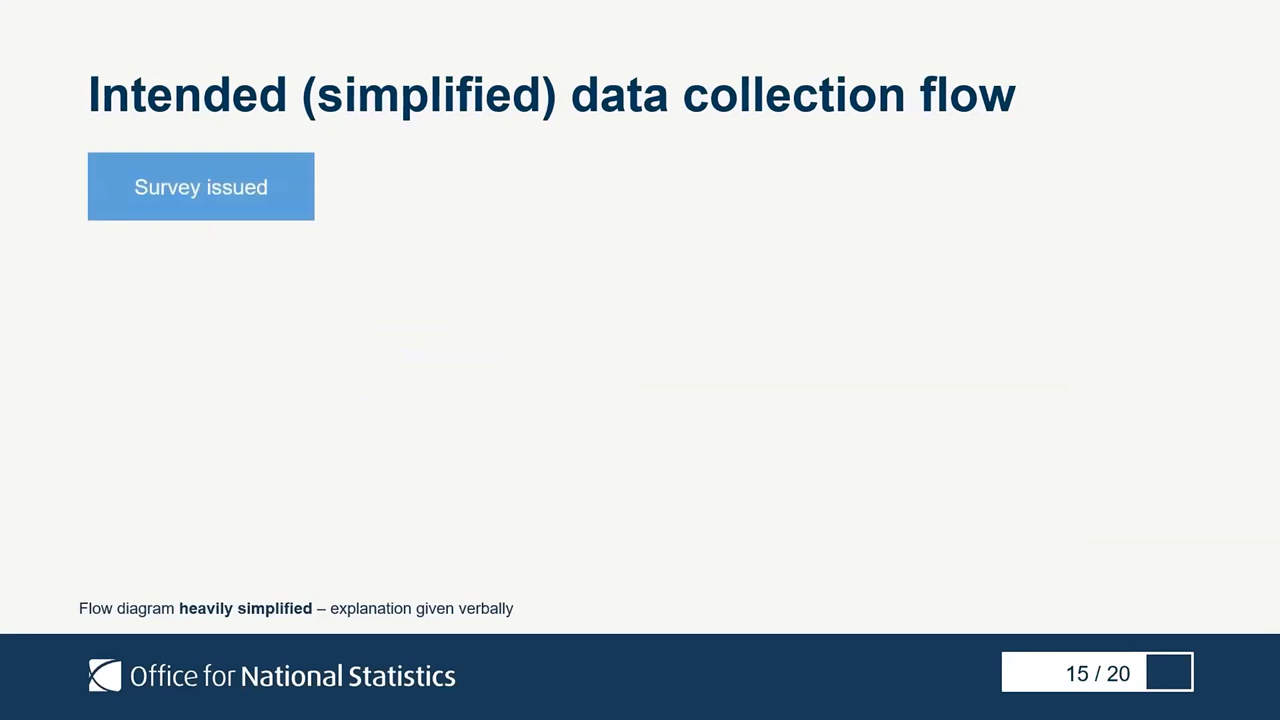 Intended (simplified) data collection flow
Survey issued
Flow diagram heavily simplified – explanation given verbally
Office for National Statistics
15 / 20